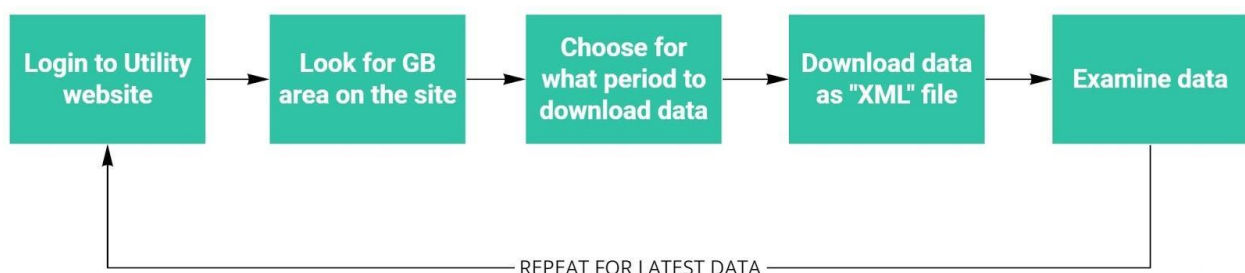 Login to Utility
website
Look for GB
area on the site
Choose for
what period to
download data
Download data
as "XML" file
Examine data
REPEAT FOR LATEST DATA